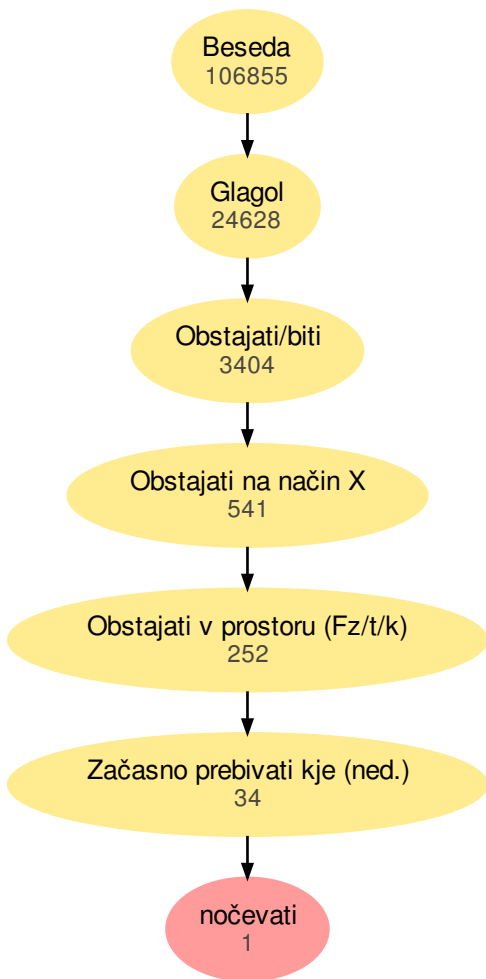 Beseda
106855
Glagol
24628
Obstajati/biti
3404
Obstajati na način X
541
Obstajati v prostoru (Fz/t/k)
252
Začasno prebivati kje (ned.)
34
nočevati
1